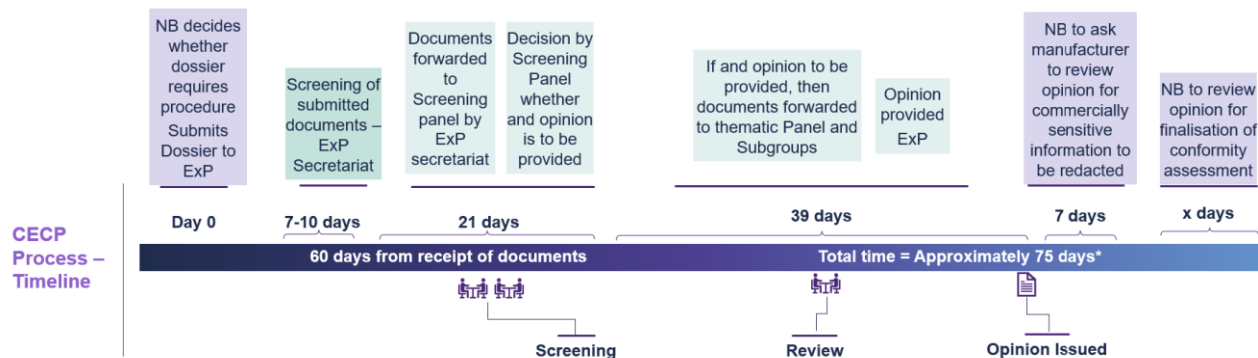 NB decides
whether
dossier
requires
procedure
Submits
Dossier to
ExP
Screening of
submitted
documents –
ExP
Secretariat
Documents
forwarded
to
Screening
panel by
ExP
secretariat
Decision by
Screening
Panel
whether
and opinion
is to be
provided
If and opinion to be
provided, then
documents forwarded
to thematic Panel and
Subgroups
Opinion
provided
ExP
NB to ask
manufacturer
to review
opinion for
commercially
sensitive
information to
be redacted
NB to review
opinion for
finalisation of
conformity
assessment
CECP
Process –
Timeline
Day 0
7-10 days
21 days
39 days
7 days
x days
60 days from receipt of documents
Total time = Approximately 75 days*
Screening
Review
Opinion Issued